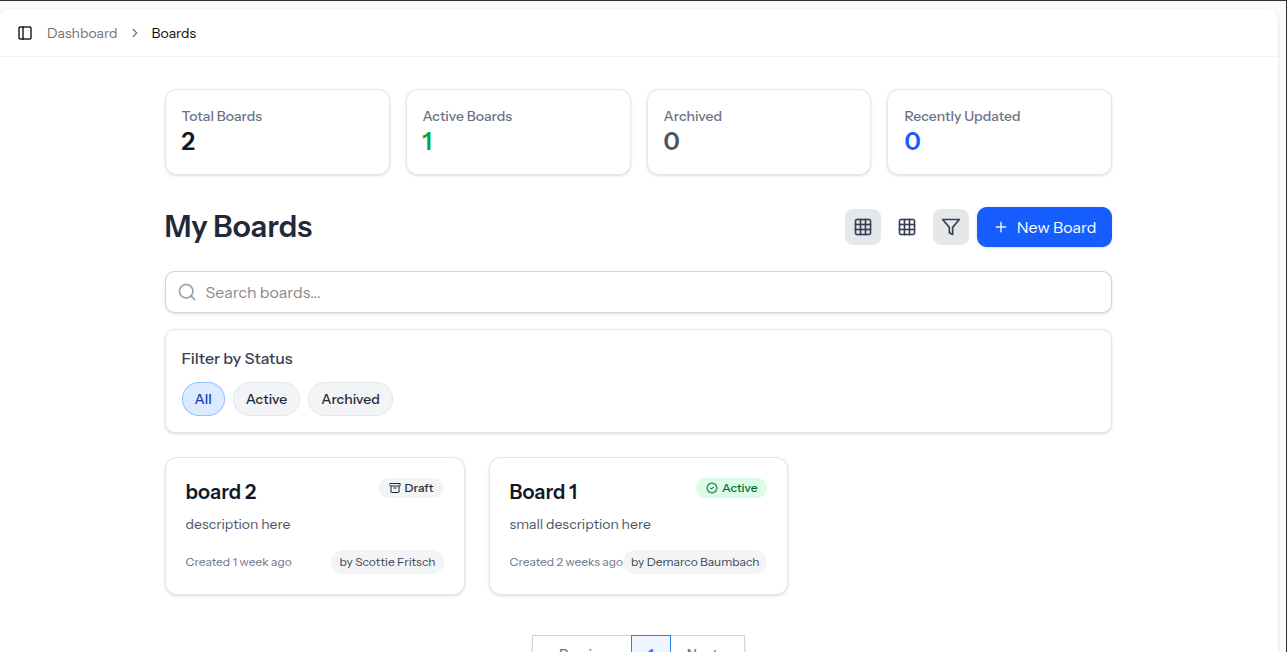 Dashboard > Boards
Total Boards
2
Active Boards
1
Archived
0
Recently Updated
0
My Boards
+ New Board
Search boards...
Filter by Status
All
Active
Archived
board 2
Draft
description here
Created 1 week ago
by Scottie Fritsch
Board 1
Active
small description here
Created 2 weeks ago
by Demarco Baumbach
1